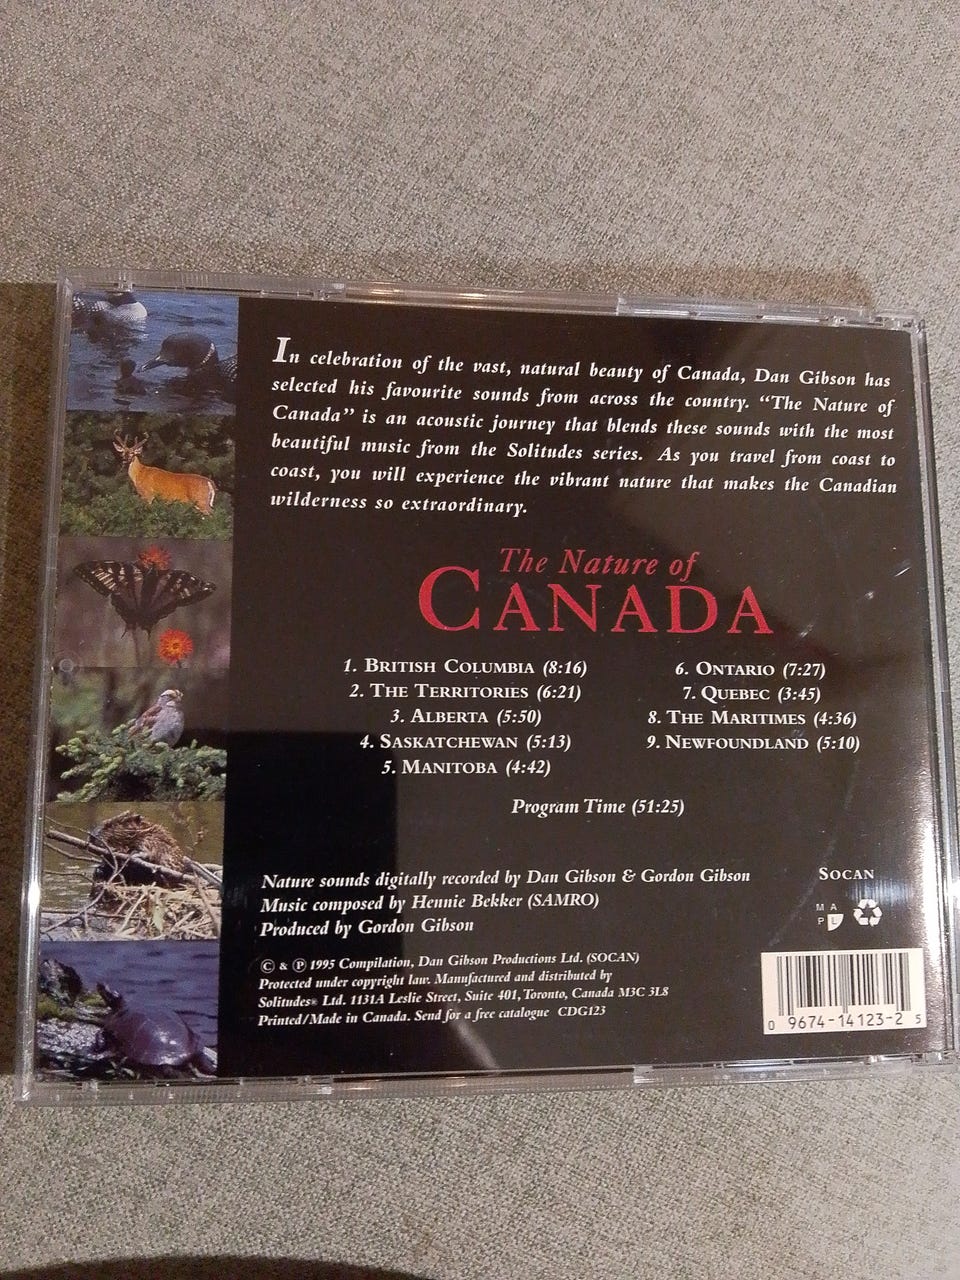 In celebration of the vast, natural beauty of Canada, Dan Gibson has
selected his favourite sounds from across the country. “The Nature of
Canada” is an acoustic journey that blends these sounds with the most
beautiful music from the Solitudes series. As you travel from coast to
coast, you will experience the vibrant nature that makes the Canadian
wilderness so extraordinary.
The Nature of
CANADA
1. BRITISH COLUMBIA (8:16)
2. THE TERRITORIES (6:21)
3. ALBERTA (5:50)
4. SASKATCHEWAN (5:13)
5. MANITOBA (4:42)
6. ONTARIO (7:27)
7. QUEBEC (3:45)
8. THE MARITIMES (4:36)
9. NEWFOUNDLAND (5:10)
Program Time (51:25)
Nature sounds digitally recorded by Dan Gibson & Gordon Gibson
Music composed by Hennie Bekker (SAMRO)
Produced by Gordon Gibson
© & ℗ 1995 Compilation, Dan Gibson Productions Ltd. (SOCAN)
Protected under copyright law. Manufactured and distributed by
Solitudes® Ltd. 1131A Leslie Street, Suite 401, Toronto, Canada M3C 3L8
Printed/Made in Canada. Send for a free catalogue CDG123
SOCAN
M A
P L
0 9674-14123-2 5